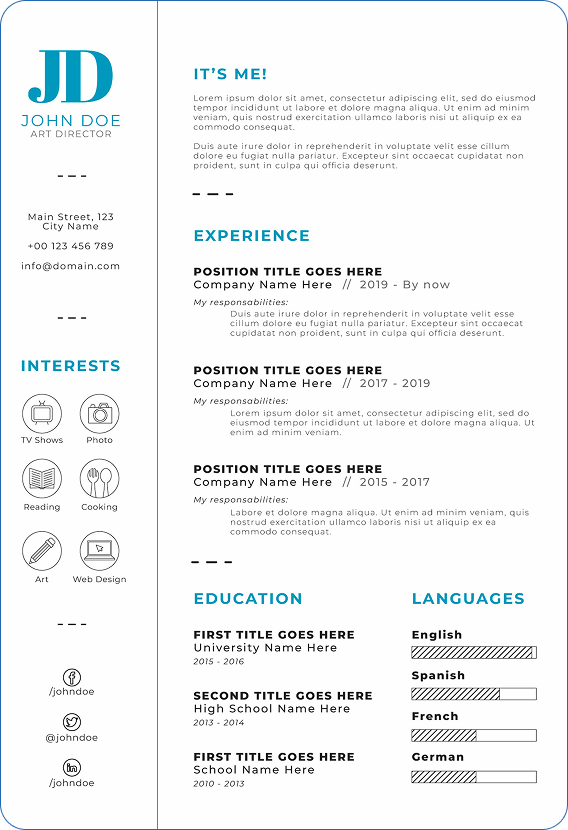 JD
JOHN DOE
ART DIRECTOR
Main Street, 123
City Name
+00 123 456 789
info@domain.com
INTERESTS
TV Shows
Photo
Reading
Cooking
Art
Web Design
/johndoe
@johndoe
in
/johndoe
IT'S ME!
Lorem ipsum dolor sit amet, consectetur adipiscing elit, sed do eiusmod
tempor incididunt ut labore et dolore magna aliqua. Ut enim ad minim
veniam, quis nostrud exercitation ullamco laboris nisi ut aliquip ex ea
commodo consequat.
Duis aute irure dolor in reprehenderit in voluptate velit esse cillum
dolore eu fugiat nulla pariatur. Excepteur sint occaecat cupidatat non
proident, sunt in culpa qui officia deserunt.
EXPERIENCE
POSITION TITLE GOES HERE
Company Name Here // 2019 - By now
My responsabilities:
Duis aute irure dolor in reprehenderit in voluptate velit esse
cillum dolore eu fugiat nulla pariatur. Excepteur sint occaecat
cupidatat non proident, sunt in culpa qui officia deserunt.
POSITION TITLE GOES HERE
Company Name Here // 2017 - 2019
My responsabilities:
Lorem ipsum dolor sit amet, consectetur adipiscing elit, sed do
eiusmod tempor incididunt ut labore et dolore magna aliqua. Ut
enim ad minim veniam.
POSITION TITLE GOES HERE
Company Name Here // 2015 - 2017
My responsabilities:
Labore et dolore magna aliqua. Ut enim ad minim veniam, quis
nostrud exercitation ullamco laboris nisi ut aliquip ex ea
commodo consequat.
EDUCATION
FIRST TITLE GOES HERE
University Name Here
2015 - 2016
SECOND TITLE GOES HERE
High School Name Here
2013 - 2014
FIRST TITLE GOES HERE
School Name Here
2010 - 2013
LANGUAGES
English
Spanish
French
German